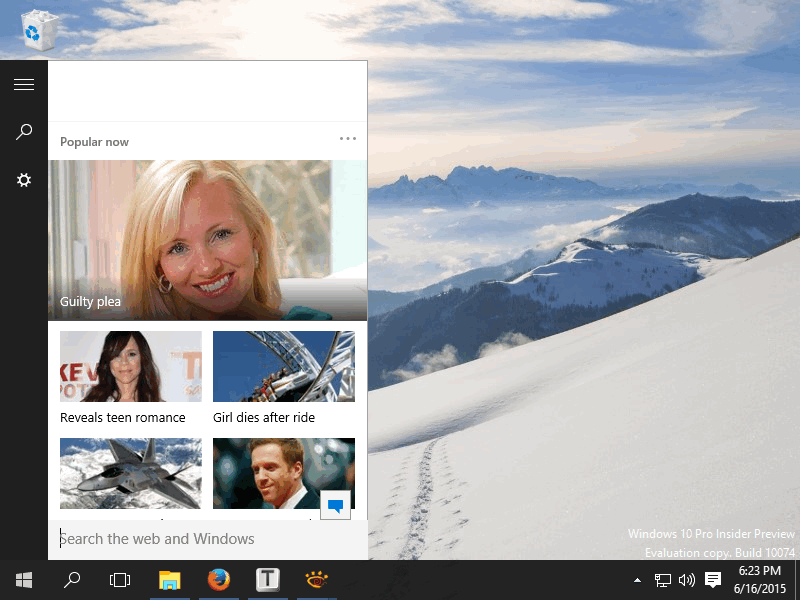 Popular now
Guilty plea
Reveals teen romance
Girl dies after ride
Search the web and Windows
Windows 10 Pro Insider Preview
Evaluation copy. Build 10074
T
6:23 PM
6/16/2015